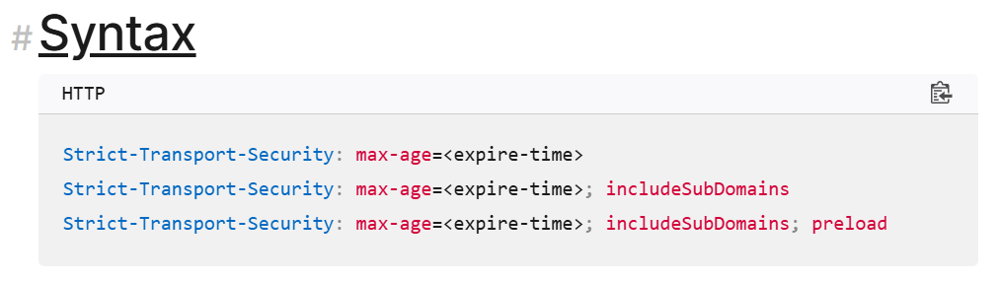 # Syntax
HTTP
Strict-Transport-Security: max-age=<expire-time>
Strict-Transport-Security: max-age=<expire-time>; includeSubDomains
Strict-Transport-Security: max-age=<expire-time>; includeSubDomains; preload